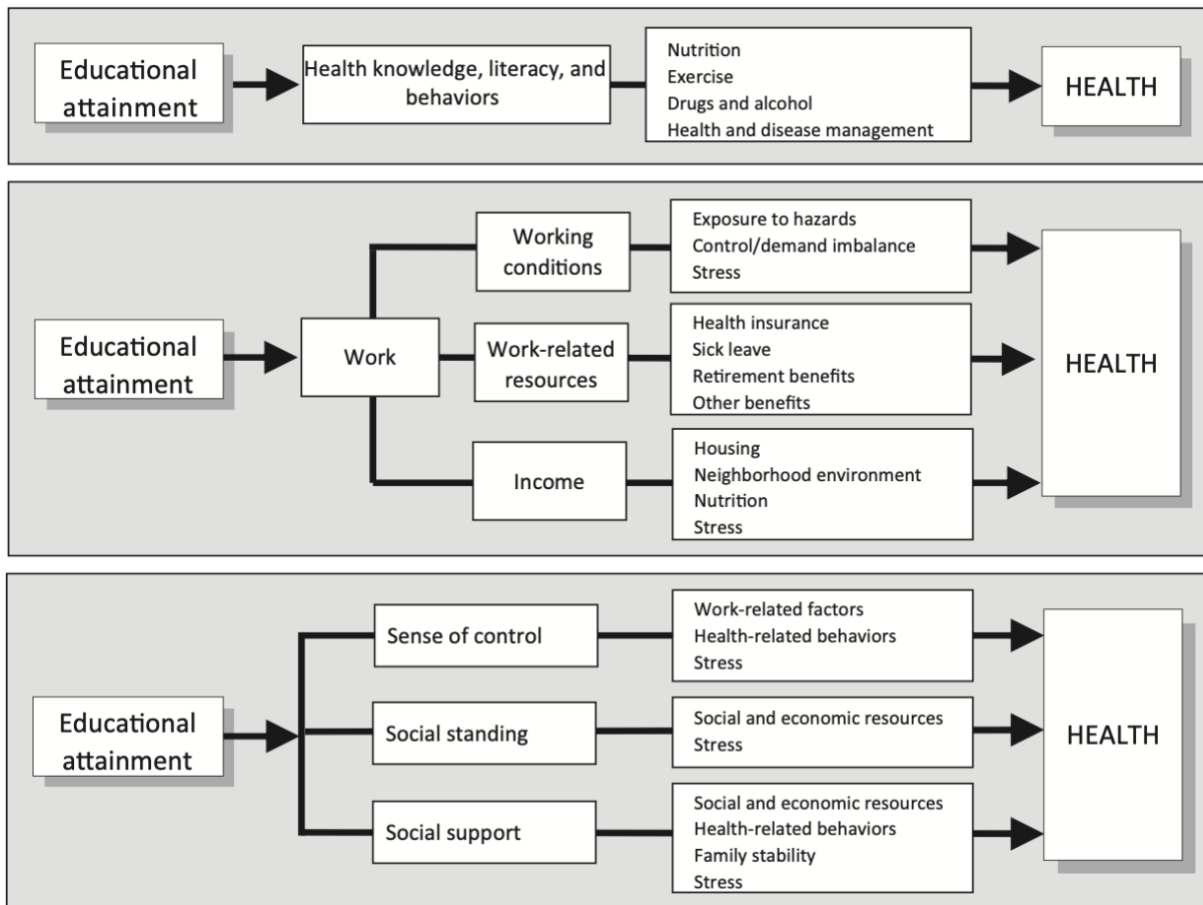 Educational
attainment
Health knowledge, literacy, and
behaviors
Nutrition
Exercise
Drugs and alcohol
Health and disease management
HEALTH
Educational
attainment
Work
Working
conditions
Exposure to hazards
Control/demand imbalance
Stress
Work-related
resources
Health insurance
Sick leave
Retirement benefits
Other benefits
Income
Housing
Neighborhood environment
Nutrition
Stress
HEALTH
Educational
attainment
Sense of control
Work-related factors
Health-related behaviors
Stress
Social standing
Social and economic resources
Stress
Social support
Social and economic resources
Health-related behaviors
Family stability
Stress
HEALTH